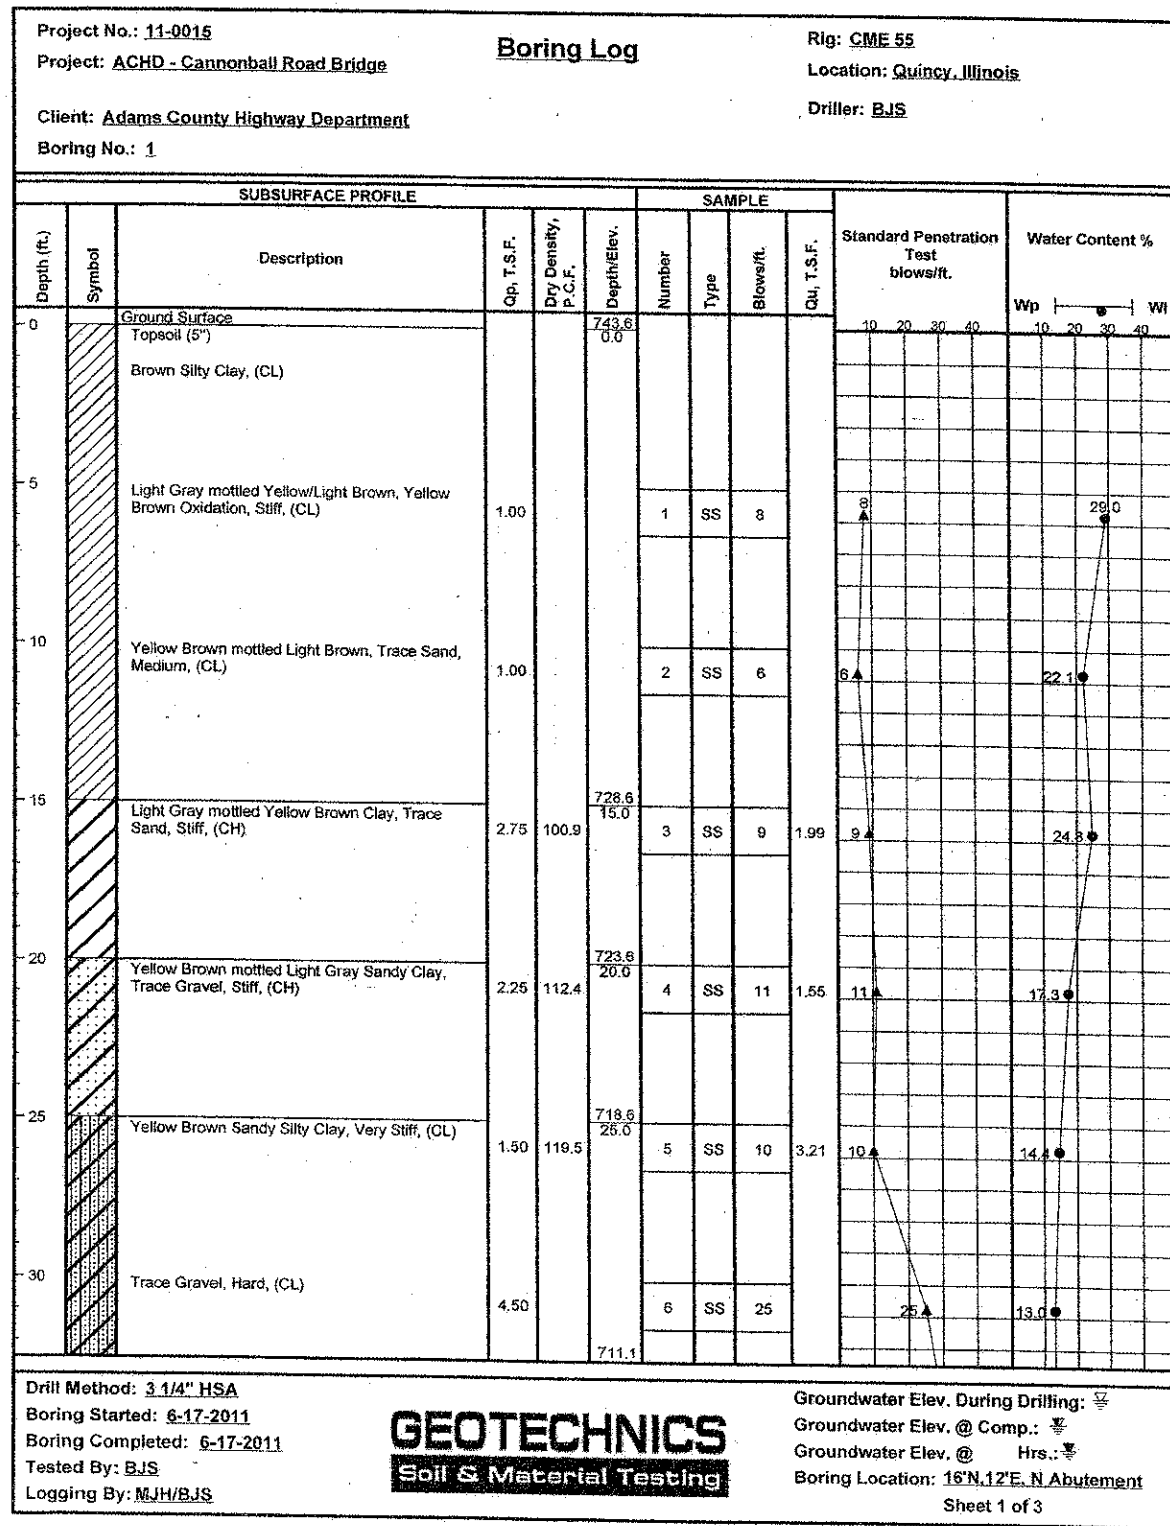 Project No.: 11-0015
Project: ACHD - Cannonball Road Bridge
Client: Adams County Highway Department
Boring No.: 1
Boring Log
Rig: CME 55
Location: Quincy, Illinois
Driller: BJS
SUBSURFACE PROFILE
SAMPLE
Depth (ft.)
Symbol
Description
Qp, T.S.F.
Dry Density, P.C.F.
Depth/Elev.
Number
Type
Blows/ft.
Qu, T.S.F.
Standard Penetration
Test
blows/ft.
10 20 30 40
Water Content %
Wp Wl
10 20 30 40
0
Ground Surface
743.6
0.0
Topsoil (5")
Brown Silty Clay, (CL)
5
Light Gray mottled Yellow/Light Brown, Yellow
Brown Oxidation, Stiff, (CL)
1.00 1 SS 8 8 29.0
10
Yellow Brown mottled Light Brown, Trace Sand,
Medium, (CL)
1.00 2 SS 6 6 22.1
15
728.6
15.0
Light Gray mottled Yellow Brown Clay, Trace
Sand, Stiff, (CH)
2.75 100.9 3 SS 9 1.99 9 24.8
20
723.6
20.0
Yellow Brown mottled Light Gray Sandy Clay,
Trace Gravel, Stiff, (CH)
2.25 112.4 4 SS 11 1.55 11 17.3
25
718.6
25.0
Yellow Brown Sandy Silty Clay, Very Stiff, (CL)
1.50 119.5 5 SS 10 3.21 10 14.4
30
Trace Gravel, Hard, (CL)
4.50 6 SS 25 25 13.0
711.1
Drill Method: 3 1/4" HSA
Boring Started: 6-17-2011
Boring Completed: 6-17-2011
Tested By: BJS
Logging By: MJH/BJS
GEOTECHNICS
Soil & Material Testing
Groundwater Elev. During Drilling:
Groundwater Elev. @ Comp.:
Groundwater Elev. @ Hrs.:
Boring Location: 16'N,12'E, N Abutement
Sheet 1 of 3